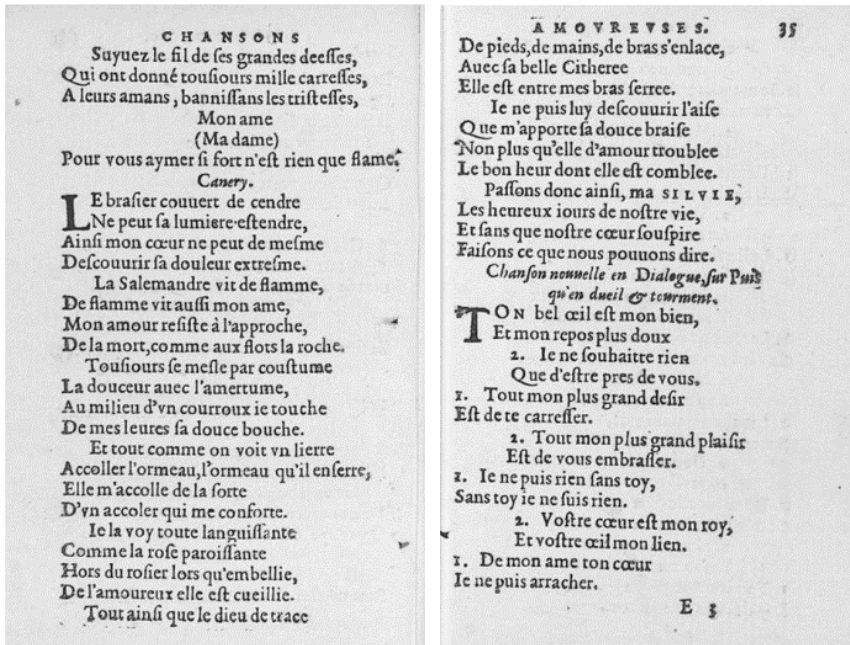 CHANSONS
Suyuez le fil de ſes grandes deeſſes,
Qui ont donné touſiours mille carreſſes,
A leurs amans, banniſſans les triſteſſes,
Mon ame
(Ma dame)
Pour vous aymer ſi fort n'eſt rien que flame.
Canery.
LE braſier couuert de cendre
Ne peut ſa lumiere eſtendre,
Ainſi mon cœur ne peut de meſme
Deſcouurir ſa douleur extreſme.
La Salemandre vit de flamme,
De flamme vit auſſi mon ame,
Mon amour reſiſte à l'approche,
De la mort, comme aux flots la roche.
Touſiours ſe meſle par couſtume
La douceur auec l'amertume,
Au milieu d'vn courroux ie touche
De mes leures ſa douce bouche.
Et tout comme on voit vn lierre
Accoller l'ormeau, l'ormeau qu'il enſerre,
Elle m'accolle de la ſorte
D'vn accoler qui me conforte.
Ie la voy toute languiſſante
Comme la roſe paroiſſante
Hors du roſier lors qu'embellie,
De l'amoureux elle eſt cueillie.
Tout ainſi que le dieu de trace
AMOVREVSES. 35
De pieds, de mains, de bras s'enlace,
Auec ſa belle Citheree
Elle eſt entre mes bras ſerree.
Ie ne puis luy deſcouurir l'aiſe
Que m'apporte ſa douce braiſe
Non plus qu'elle d'amour troublee
Le bon heur dont elle eſt comblee.
Paſſons donc ainſi, ma SILVIE,
Les heureux iours de noſtre vie,
Et ſans que noſtre cœur ſouſpire
Faiſons ce que nous pouuons dire.
Chanſon nouuelle en Dialogue, ſur Puis
qu'en dueil & tourment.
TON bel œil eſt mon bien,
Et mon repos plus doux
2. Ie ne ſouhaitte rien
Que d'eſtre pres de vous.
1. Tout mon plus grand deſir
Eſt de te carreſſer.
2. Tout mon plus grand plaiſir
Eſt de vous embraſſer.
1. Ie ne puis rien ſans toy,
Sans toy ie ne ſuis rien.
2. Voſtre cœur eſt mon roy,
Et voſtre œil mon lien.
1. De mon ame ton cœur
Ie ne puis arracher.
E 3